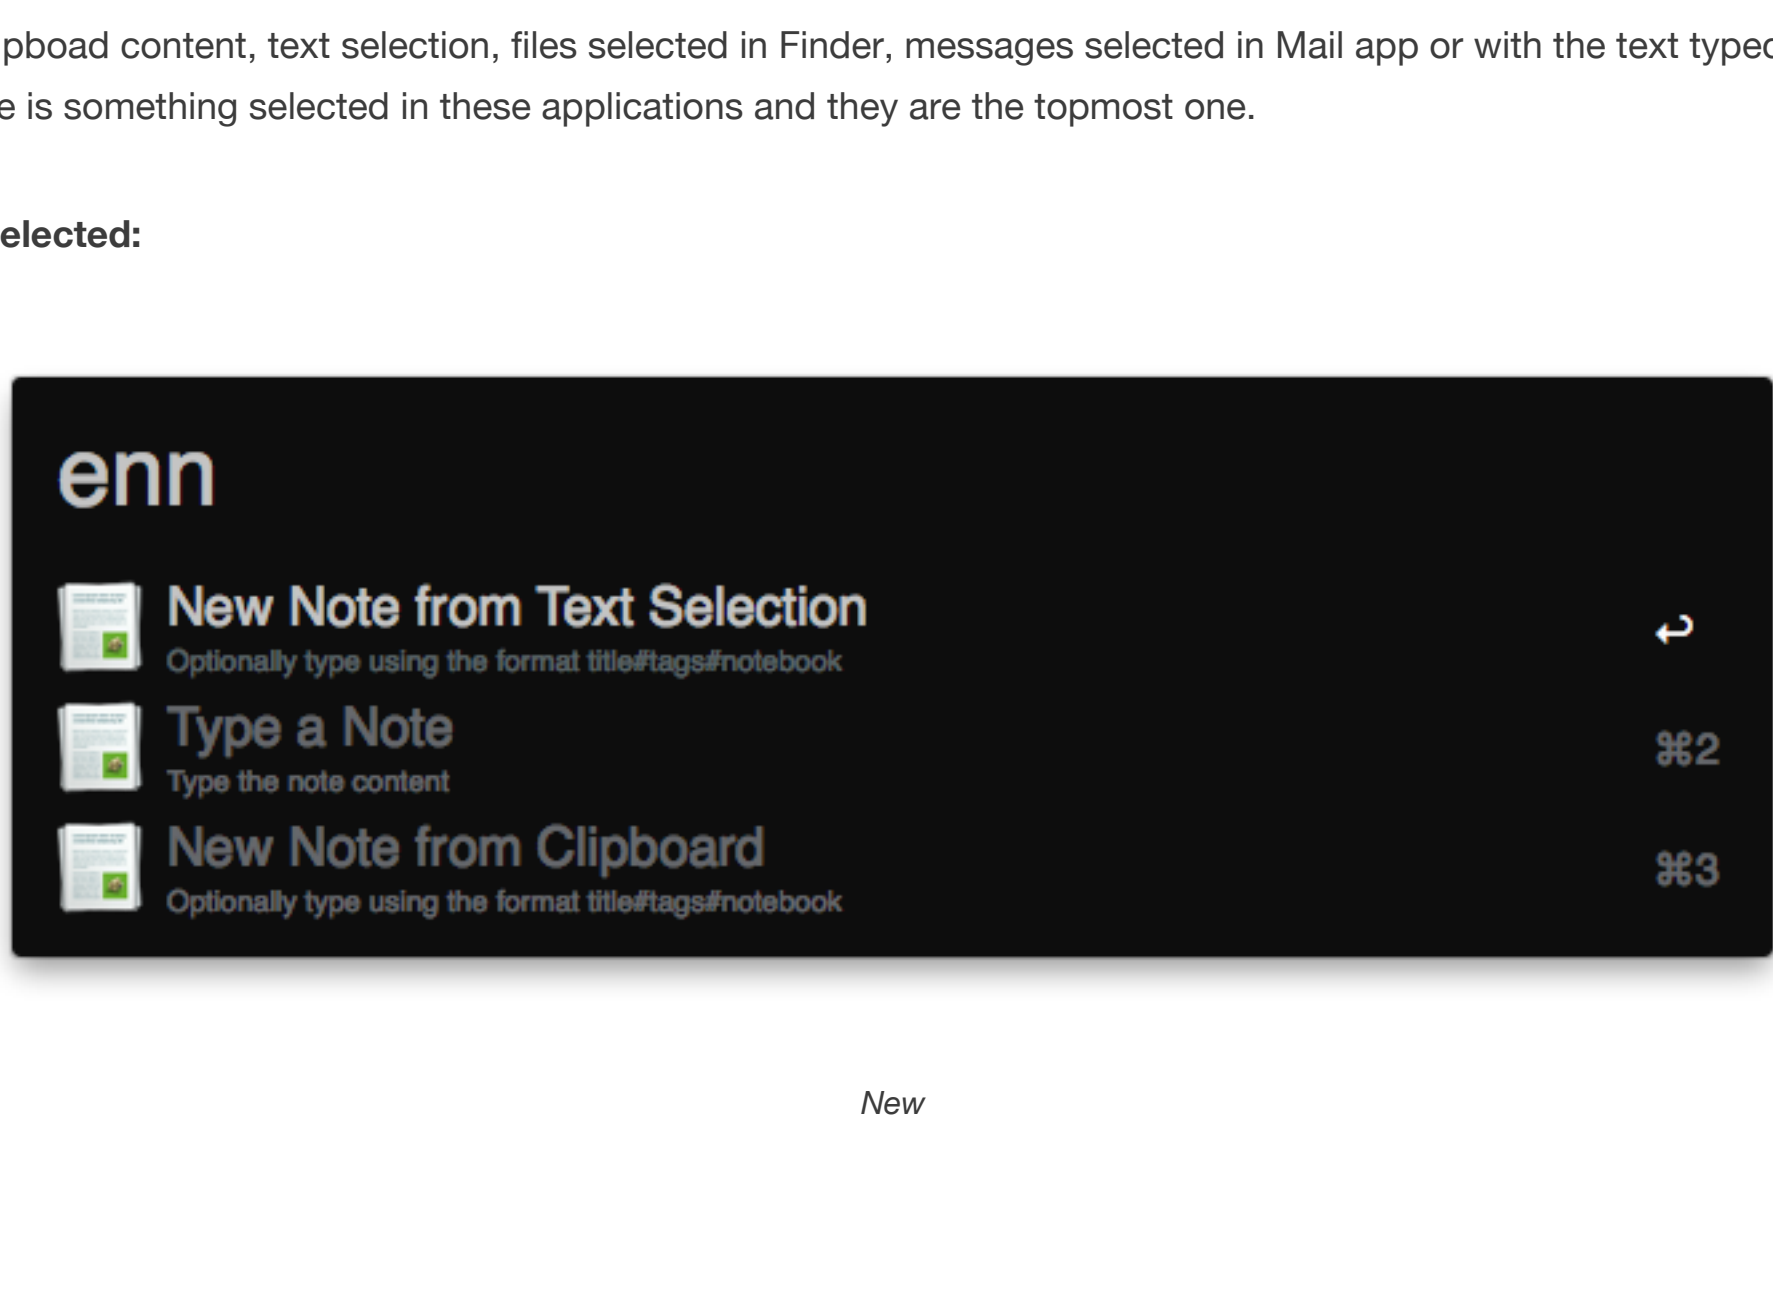 pboad content, text selection, files selected in Finder, messages selected in Mail app or with the text typed
e is something selected in these applications and they are the topmost one.
elected:
enn
New Note from Text Selection
↩
Optionally type using the format title#tags#notebook
Type a Note
⌘2
Type the note content
New Note from Clipboard
⌘3
Optionally type using the format title#tags#notebook
New